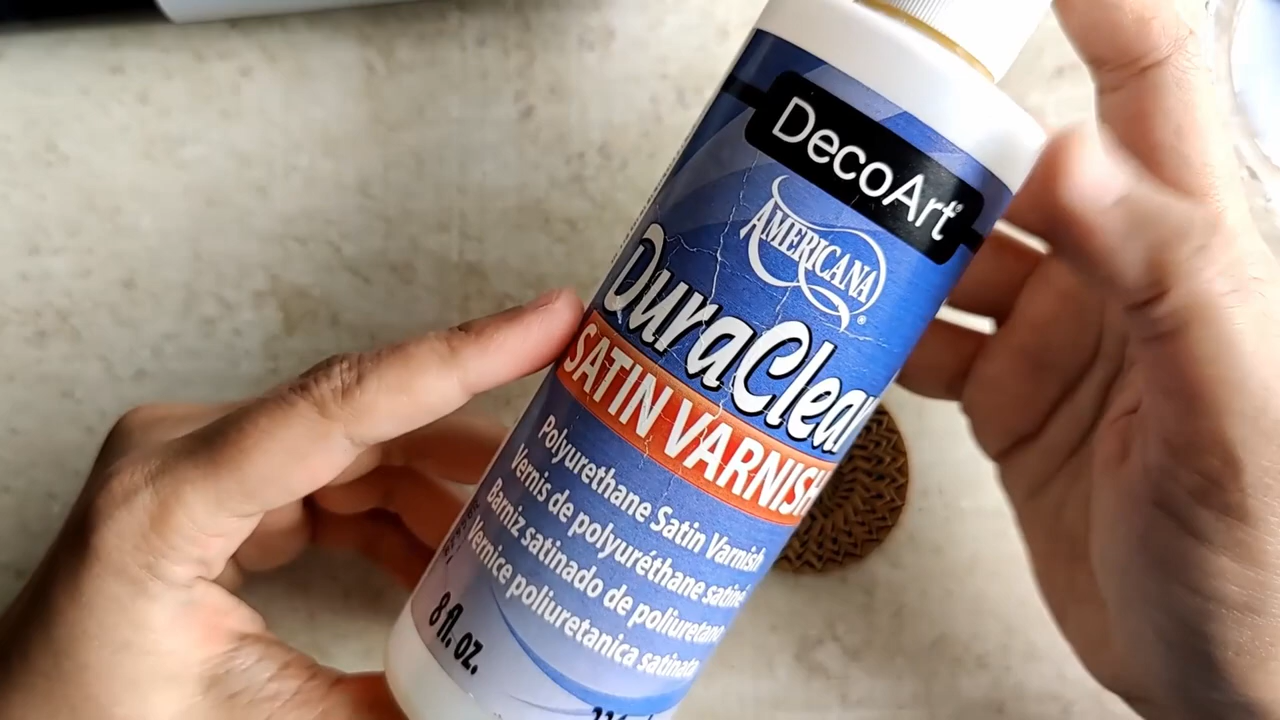 DecoArt®
AMERICANA®
DuraClear
SATIN VARNISH
Polyurethane Satin Varnish
Vernis de polyuréthane satiné
Barniz satinado de poliuretano
Vernice poliuretanica satinata
8 fl. oz.